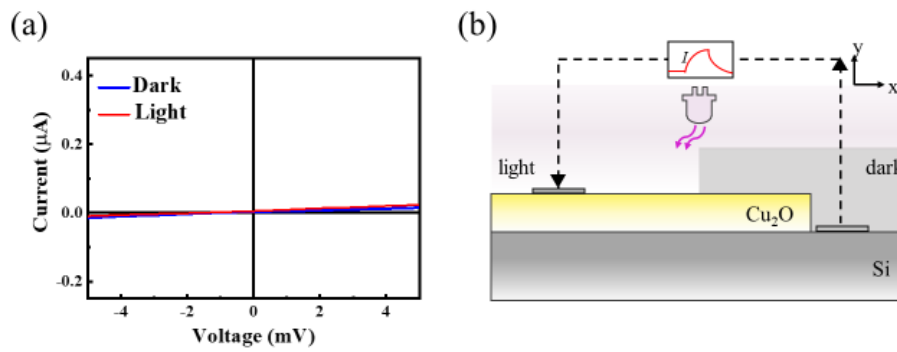 (a)
0.4
0.2
0.0
-0.2
Current (μA)
Dark
Light
-4
-2
0
2
4
Voltage (mV)
(b)
I
y
x
light
dark
Cu₂O
Si